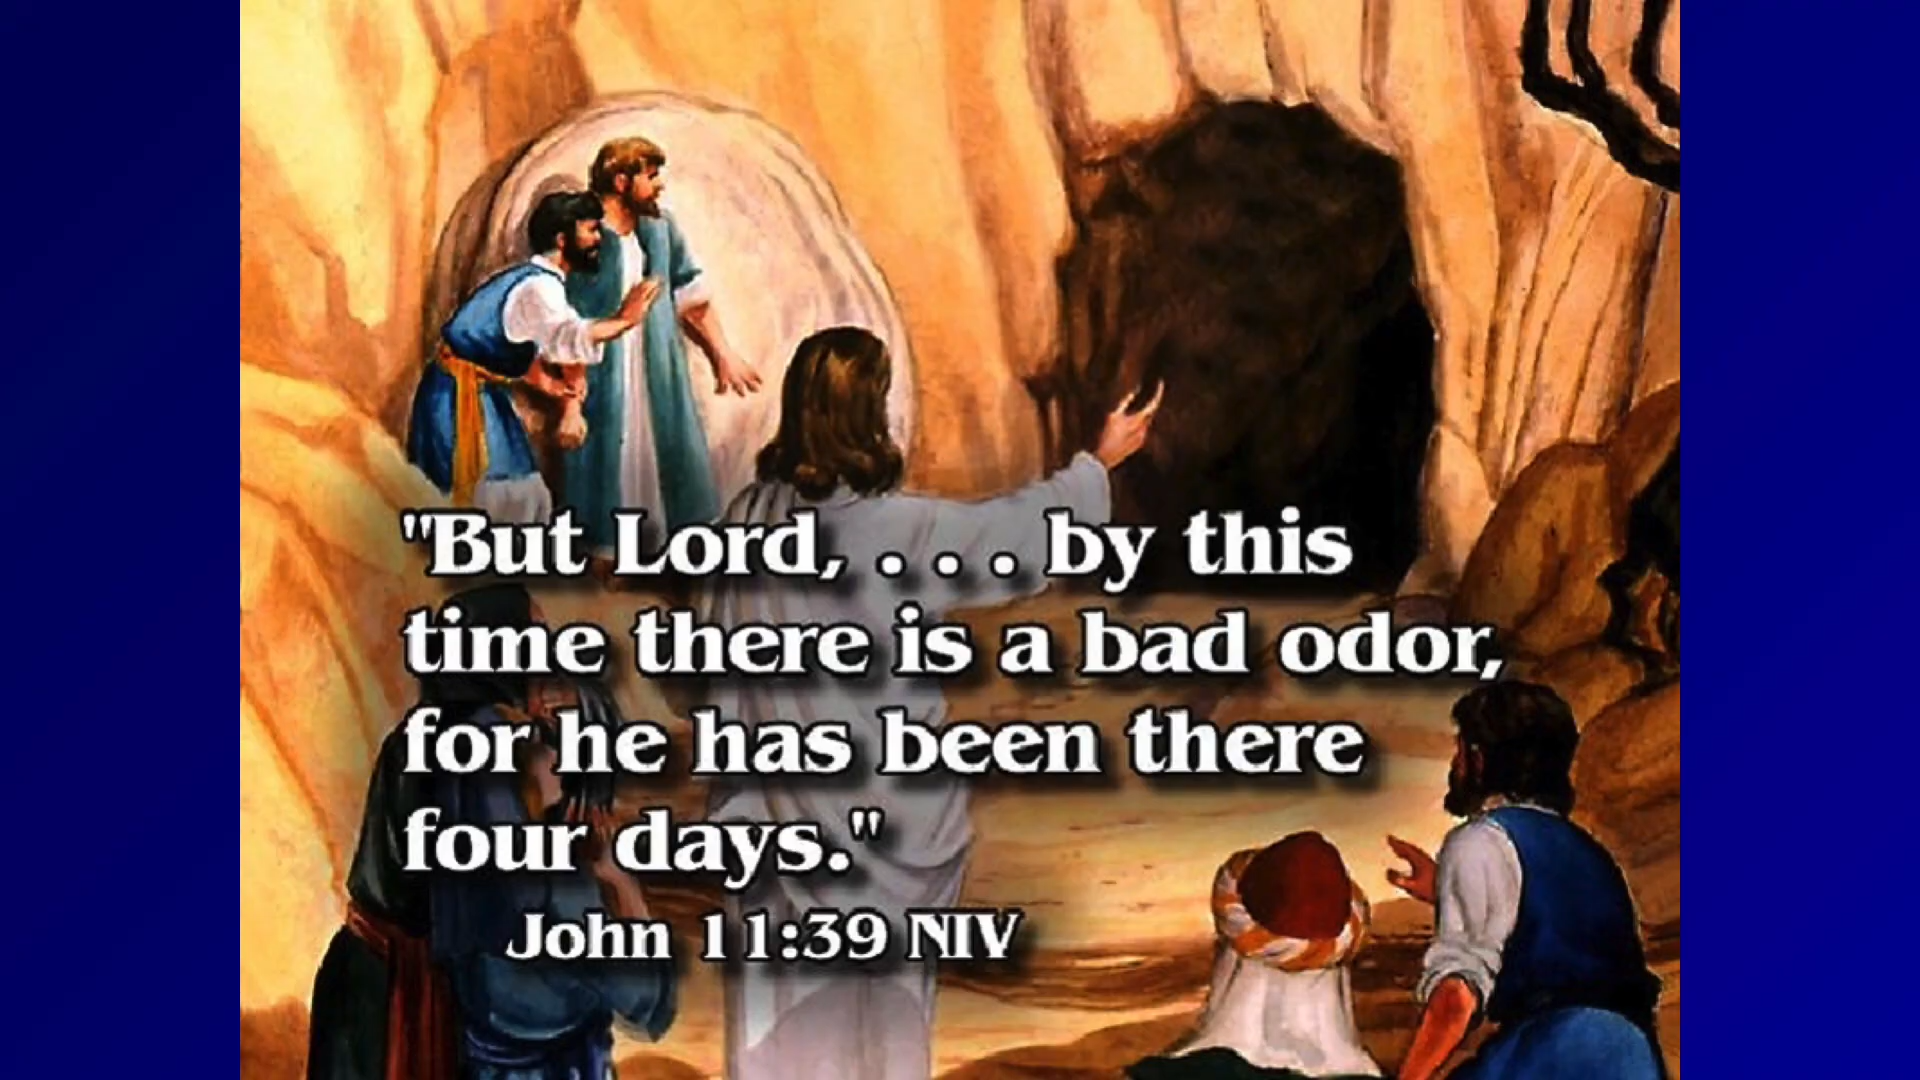 "But Lord, . . . by this
time there is a bad odor,
for he has been there
four days."
John 11:39 NIV